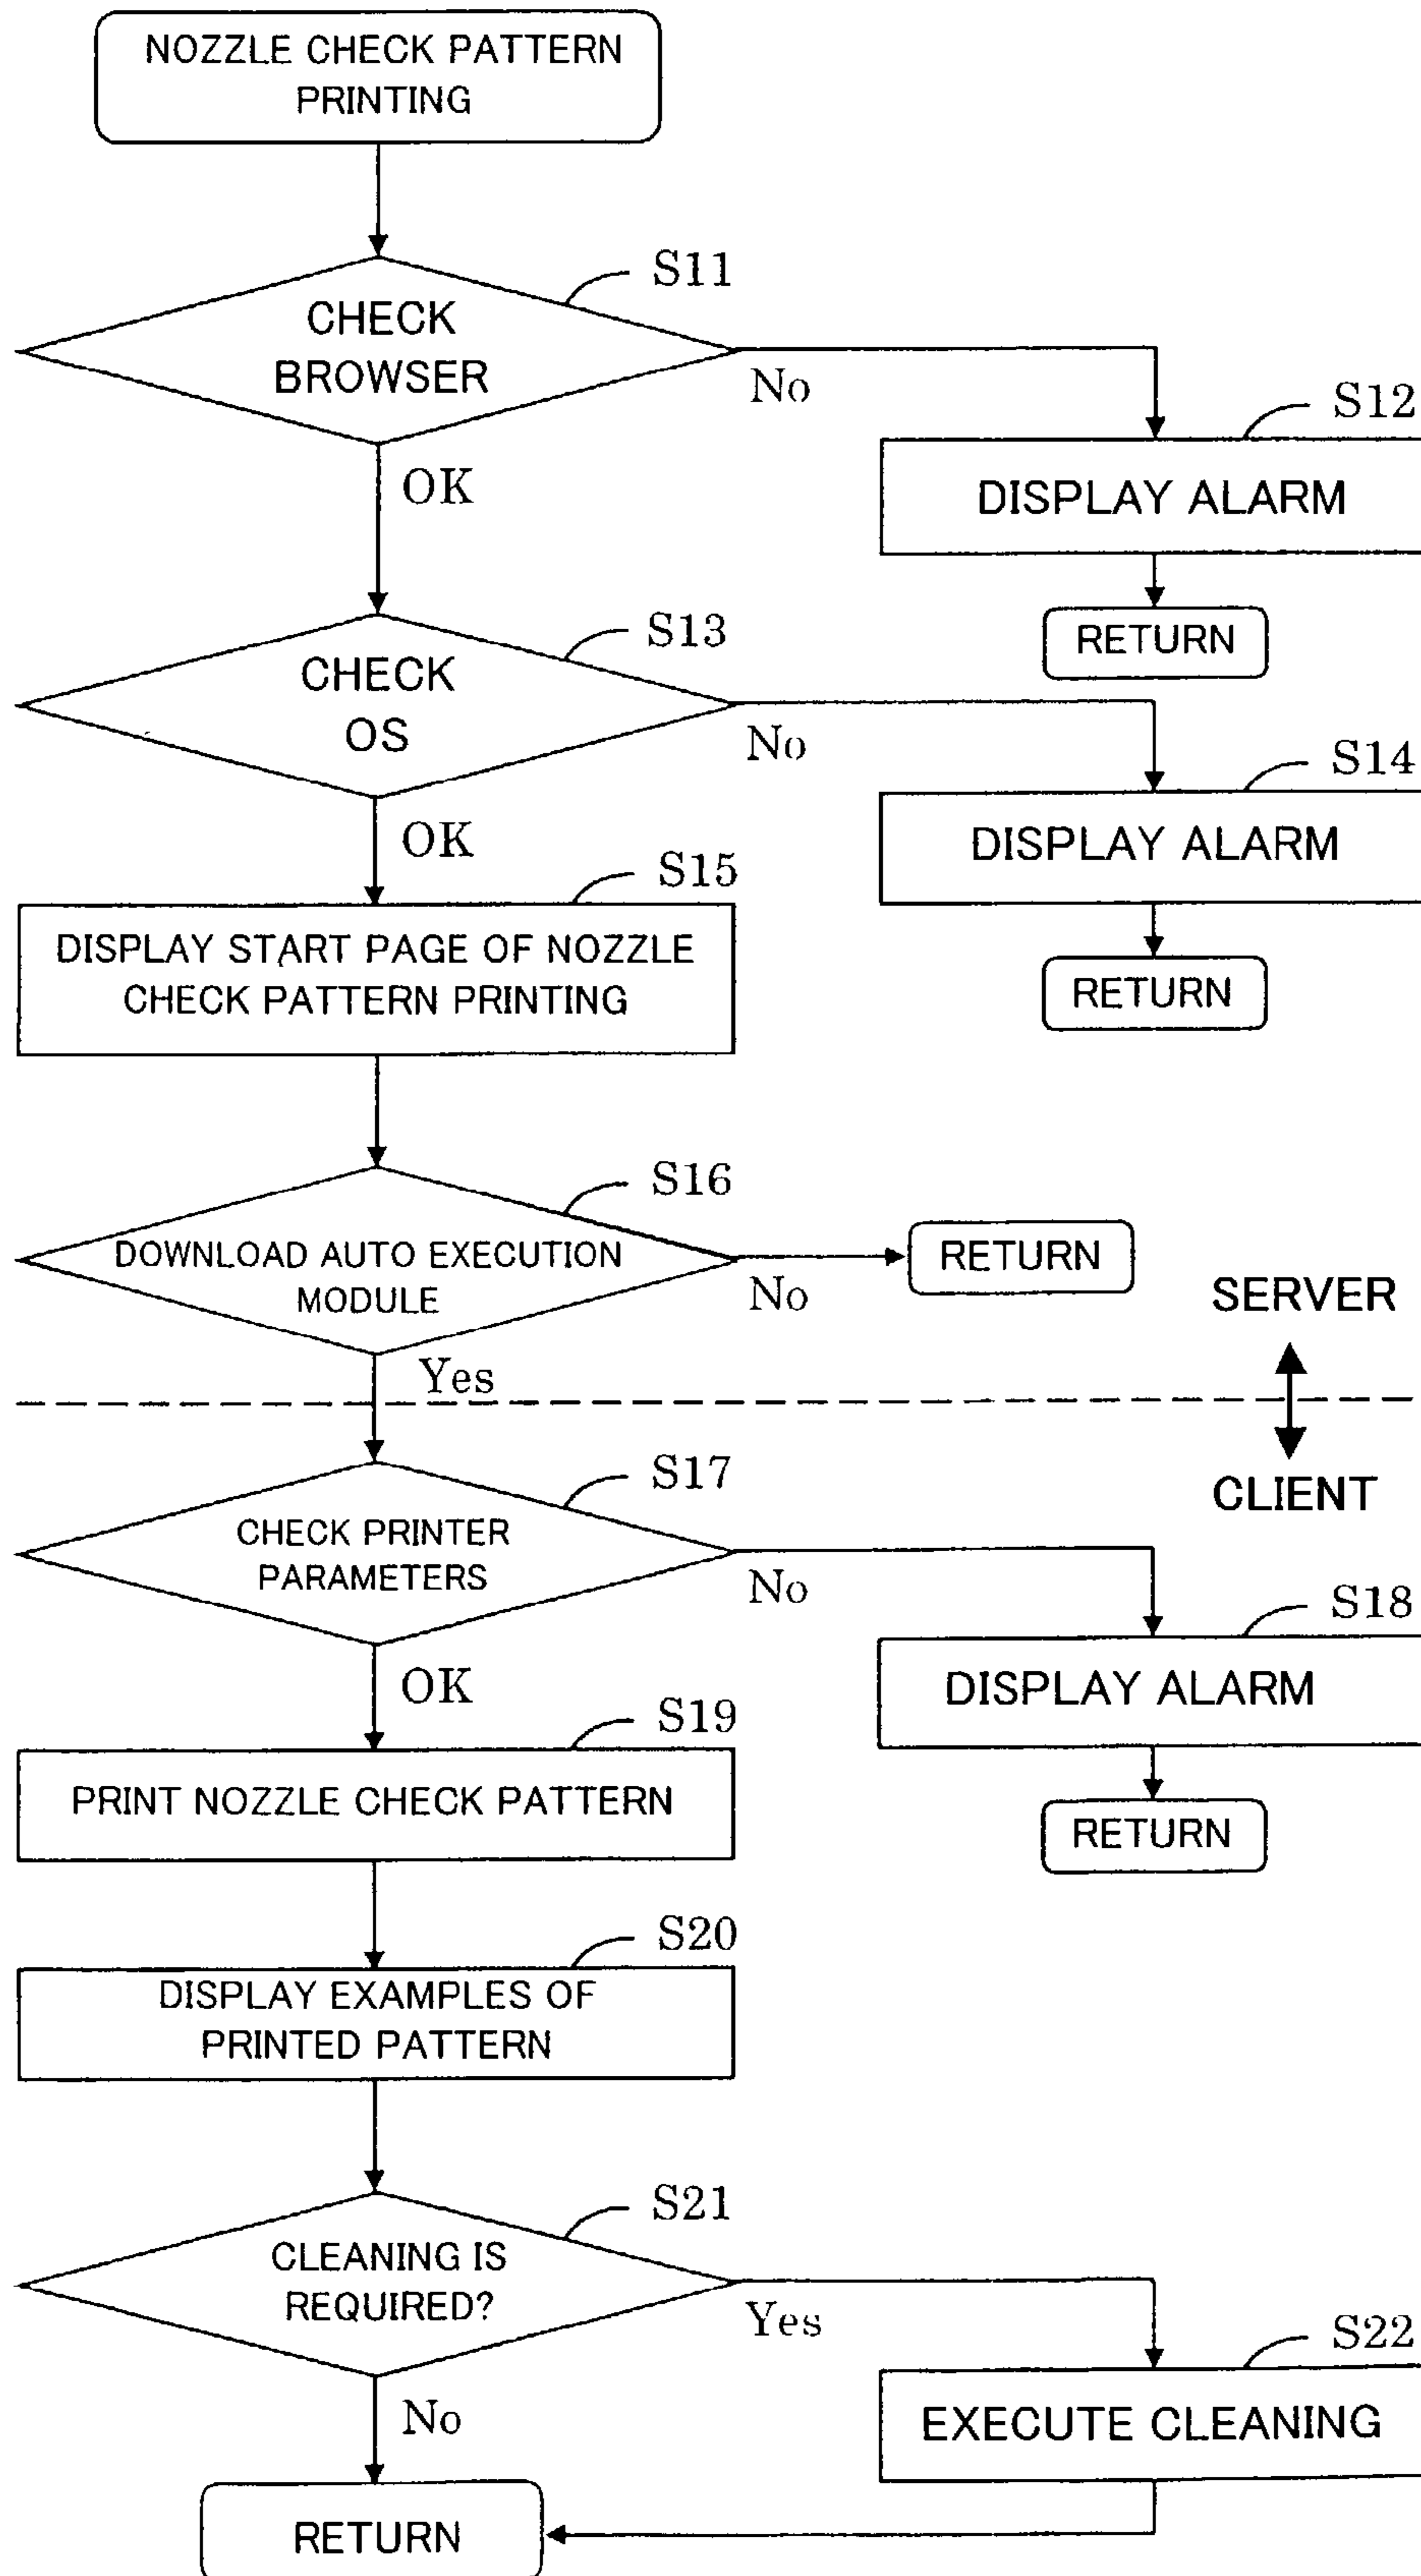 NOZZLE CHECK PATTERN
PRINTING
S11
CHECK
BROWSER
No
S12
DISPLAY ALARM
OK
RETURN
S13
CHECK
OS
No
S14
DISPLAY ALARM
OK
RETURN
S15
DISPLAY START PAGE OF NOZZLE
CHECK PATTERN PRINTING
S16
DOWNLOAD AUTO EXECUTION
MODULE
No
RETURN
SERVER
Yes
CLIENT
S17
CHECK PRINTER
PARAMETERS
No
S18
DISPLAY ALARM
OK
RETURN
S19
PRINT NOZZLE CHECK PATTERN
S20
DISPLAY EXAMPLES OF
PRINTED PATTERN
S21
CLEANING IS
REQUIRED?
Yes
S22
EXECUTE CLEANING
No
RETURN